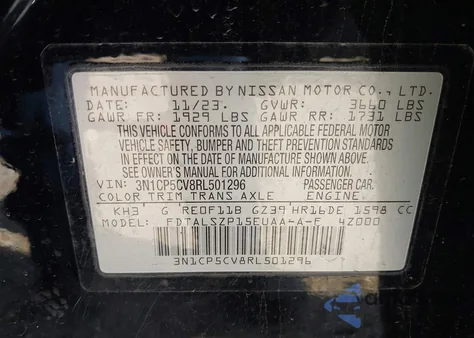 MANUFACTURED BY NISSAN MOTOR CO., LTD.
DATE: 11/23 GVWR: 3660 LBS
GAWR FR: 1929 LBS GAWR RR: 1731 LBS
THIS VEHICLE CONFORMS TO ALL APPLICABLE FEDERAL MOTOR
VEHICLE SAFETY, BUMPER AND THEFT PREVENTION STANDARDS
IN EFFECT ON THE DATE OF MANUFACTURE SHOWN ABOVE.
SEE OWNER'S MANUAL FOR ADDITIONAL INFORMATION.
VIN: 3N1CP5CV8RL501296 PASSENGER CAR.
COLOR TRIM TRANS AXLE ENGINE:
KH3 G RE0F11B GZ39 HR16DE 1598 CC
FDTALSZP15EUAA-A-F 4Z000
3N1CP5CV8RL501296